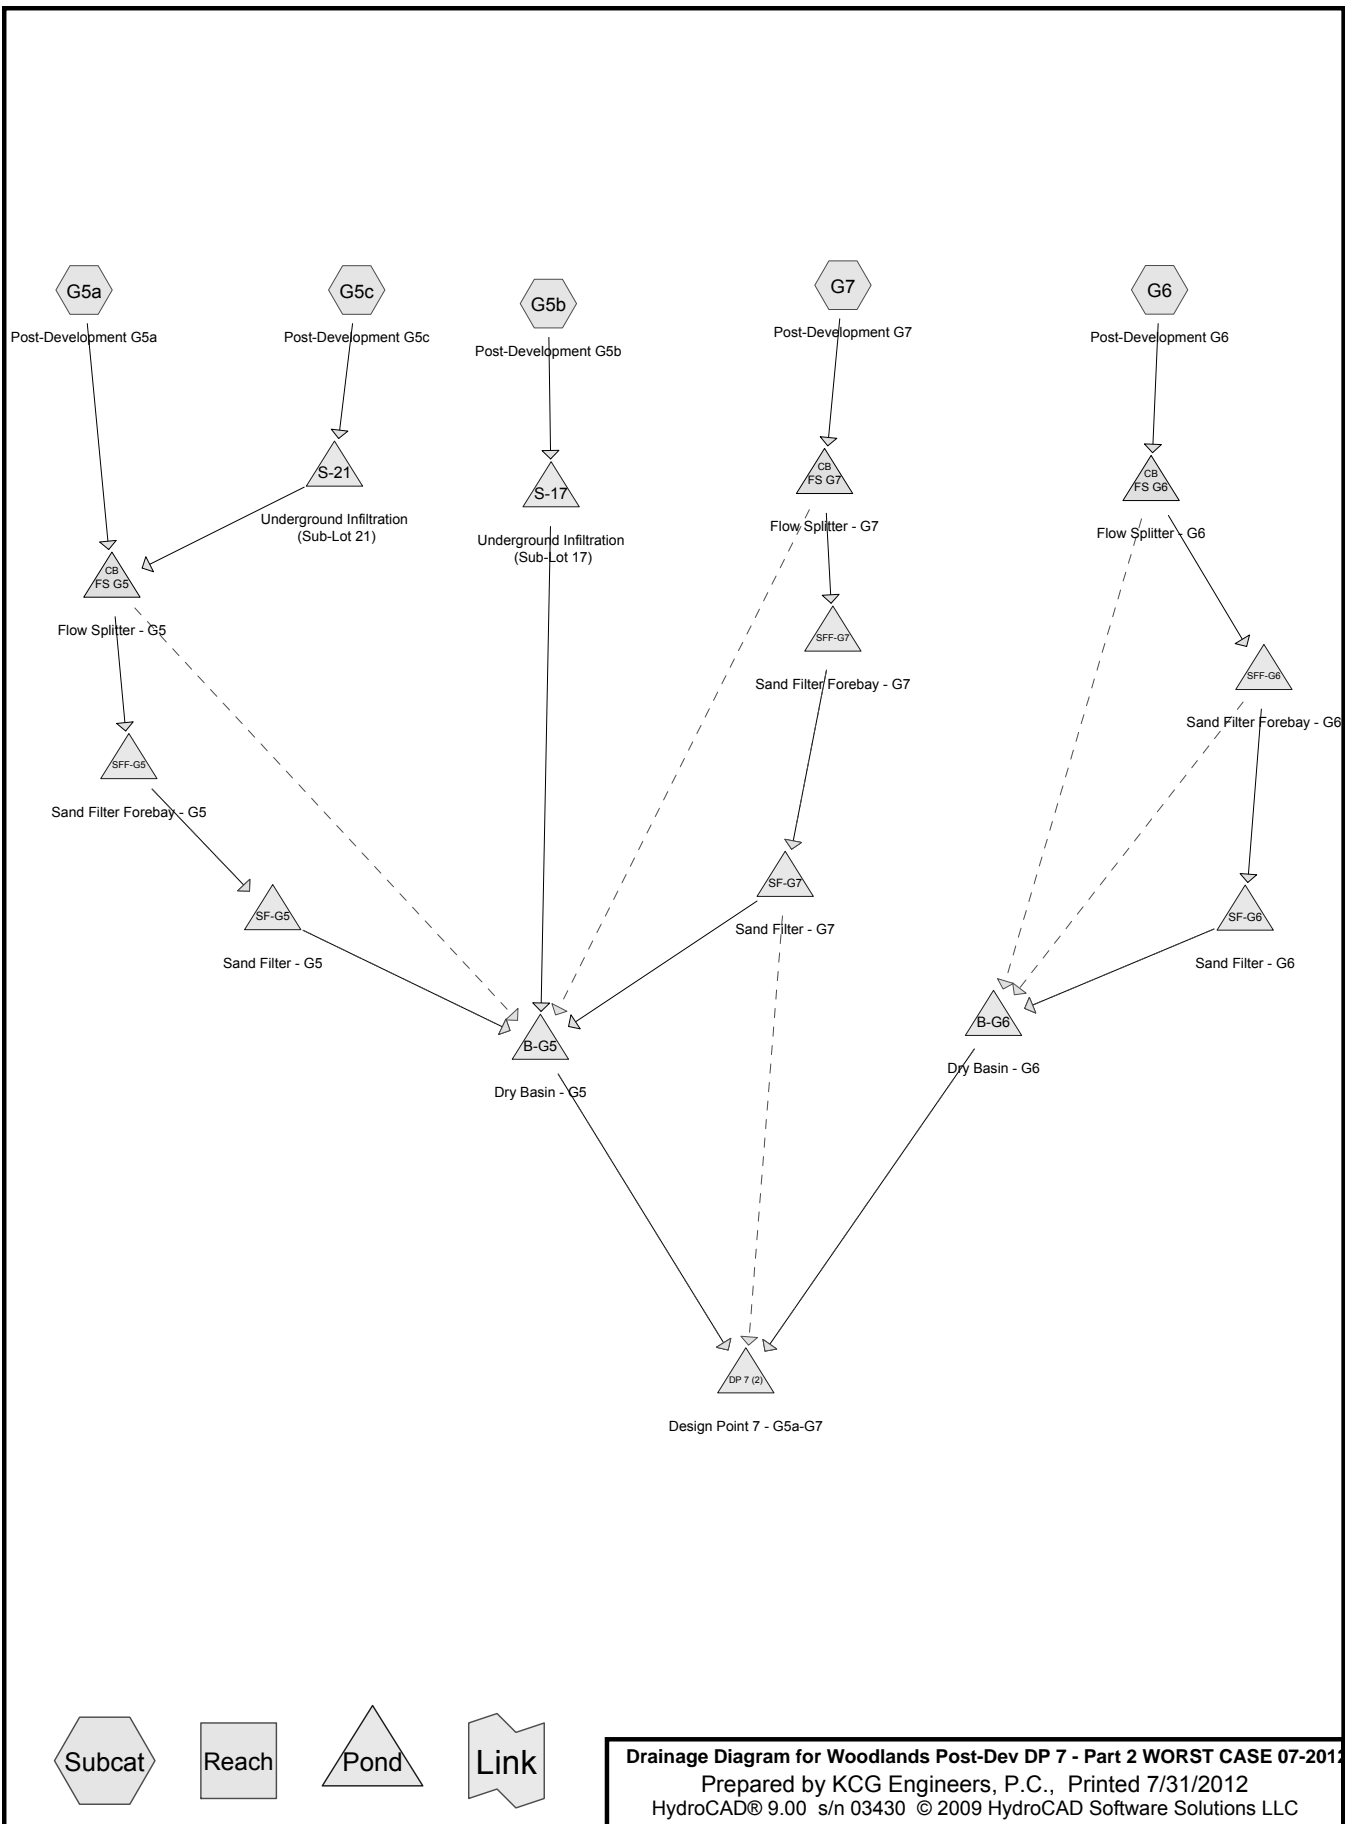 G5a
Post-Development G5a
G5c
Post-Development G5c
G5b
Post-Development G5b
G7
Post-Development G7
G6
Post-Development G6
S-21
Underground Infiltration
(Sub-Lot 21)
S-17
Underground Infiltration
(Sub-Lot 17)
CB
FS G7
Flow Splitter - G7
CB
FS G6
Flow Splitter - G6
CB
FS G5
Flow Splitter - G5
SFF-G7
Sand Filter Forebay - G7
SFF-G6
Sand Filter Forebay - G6
SFF-G5
Sand Filter Forebay - G5
SF-G5
Sand Filter - G5
SF-G7
Sand Filter - G7
SF-G6
Sand Filter - G6
B-G5
Dry Basin - G5
B-G6
Dry Basin - G6
DP 7 (2)
Design Point 7 - G5a-G7
Subcat
Reach
Pond
Link
Drainage Diagram for Woodlands Post-Dev DP 7 - Part 2 WORST CASE 07-2012
Prepared by KCG Engineers, P.C., Printed 7/31/2012
HydroCAD® 9.00 s/n 03430 © 2009 HydroCAD Software Solutions LLC